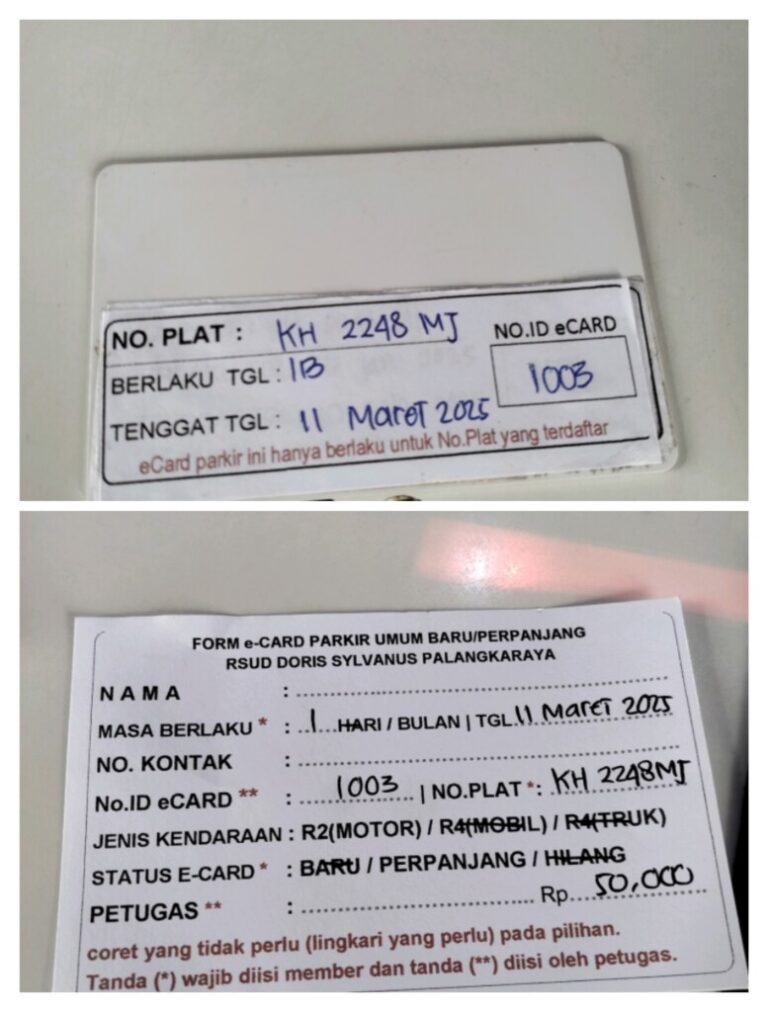 NO. PLAT : KH 2248 MJ
NO.ID eCARD
BERLAKU TGL : 1B
1003
TENGGAT TGL : 11 Maret 2025
eCard parkir ini hanya berlaku untuk No.Plat yang terdaftar
FORM e-CARD PARKIR UMUM BARU/PERPANJANG
RSUD DORIS SYLVANUS PALANGKARAYA
NAMA : ....................
MASA BERLAKU * : 1 HARI / BULAN | TGL 11 Maret 2025
NO. KONTAK : ....................
No.ID eCARD ** : 1003 | NO.PLAT *: KH 2248MJ
JENIS KENDARAAN : R2(MOTOR) / R4(MOBIL) / R4(TRUK)
STATUS E-CARD * : BARU / PERPANJANG / HILANG
PETUGAS ** : .................... Rp. 50,000
coret yang tidak perlu (lingkari yang perlu) pada pilihan.
Tanda (*) wajib diisi member dan tanda (**) diisi oleh petugas.